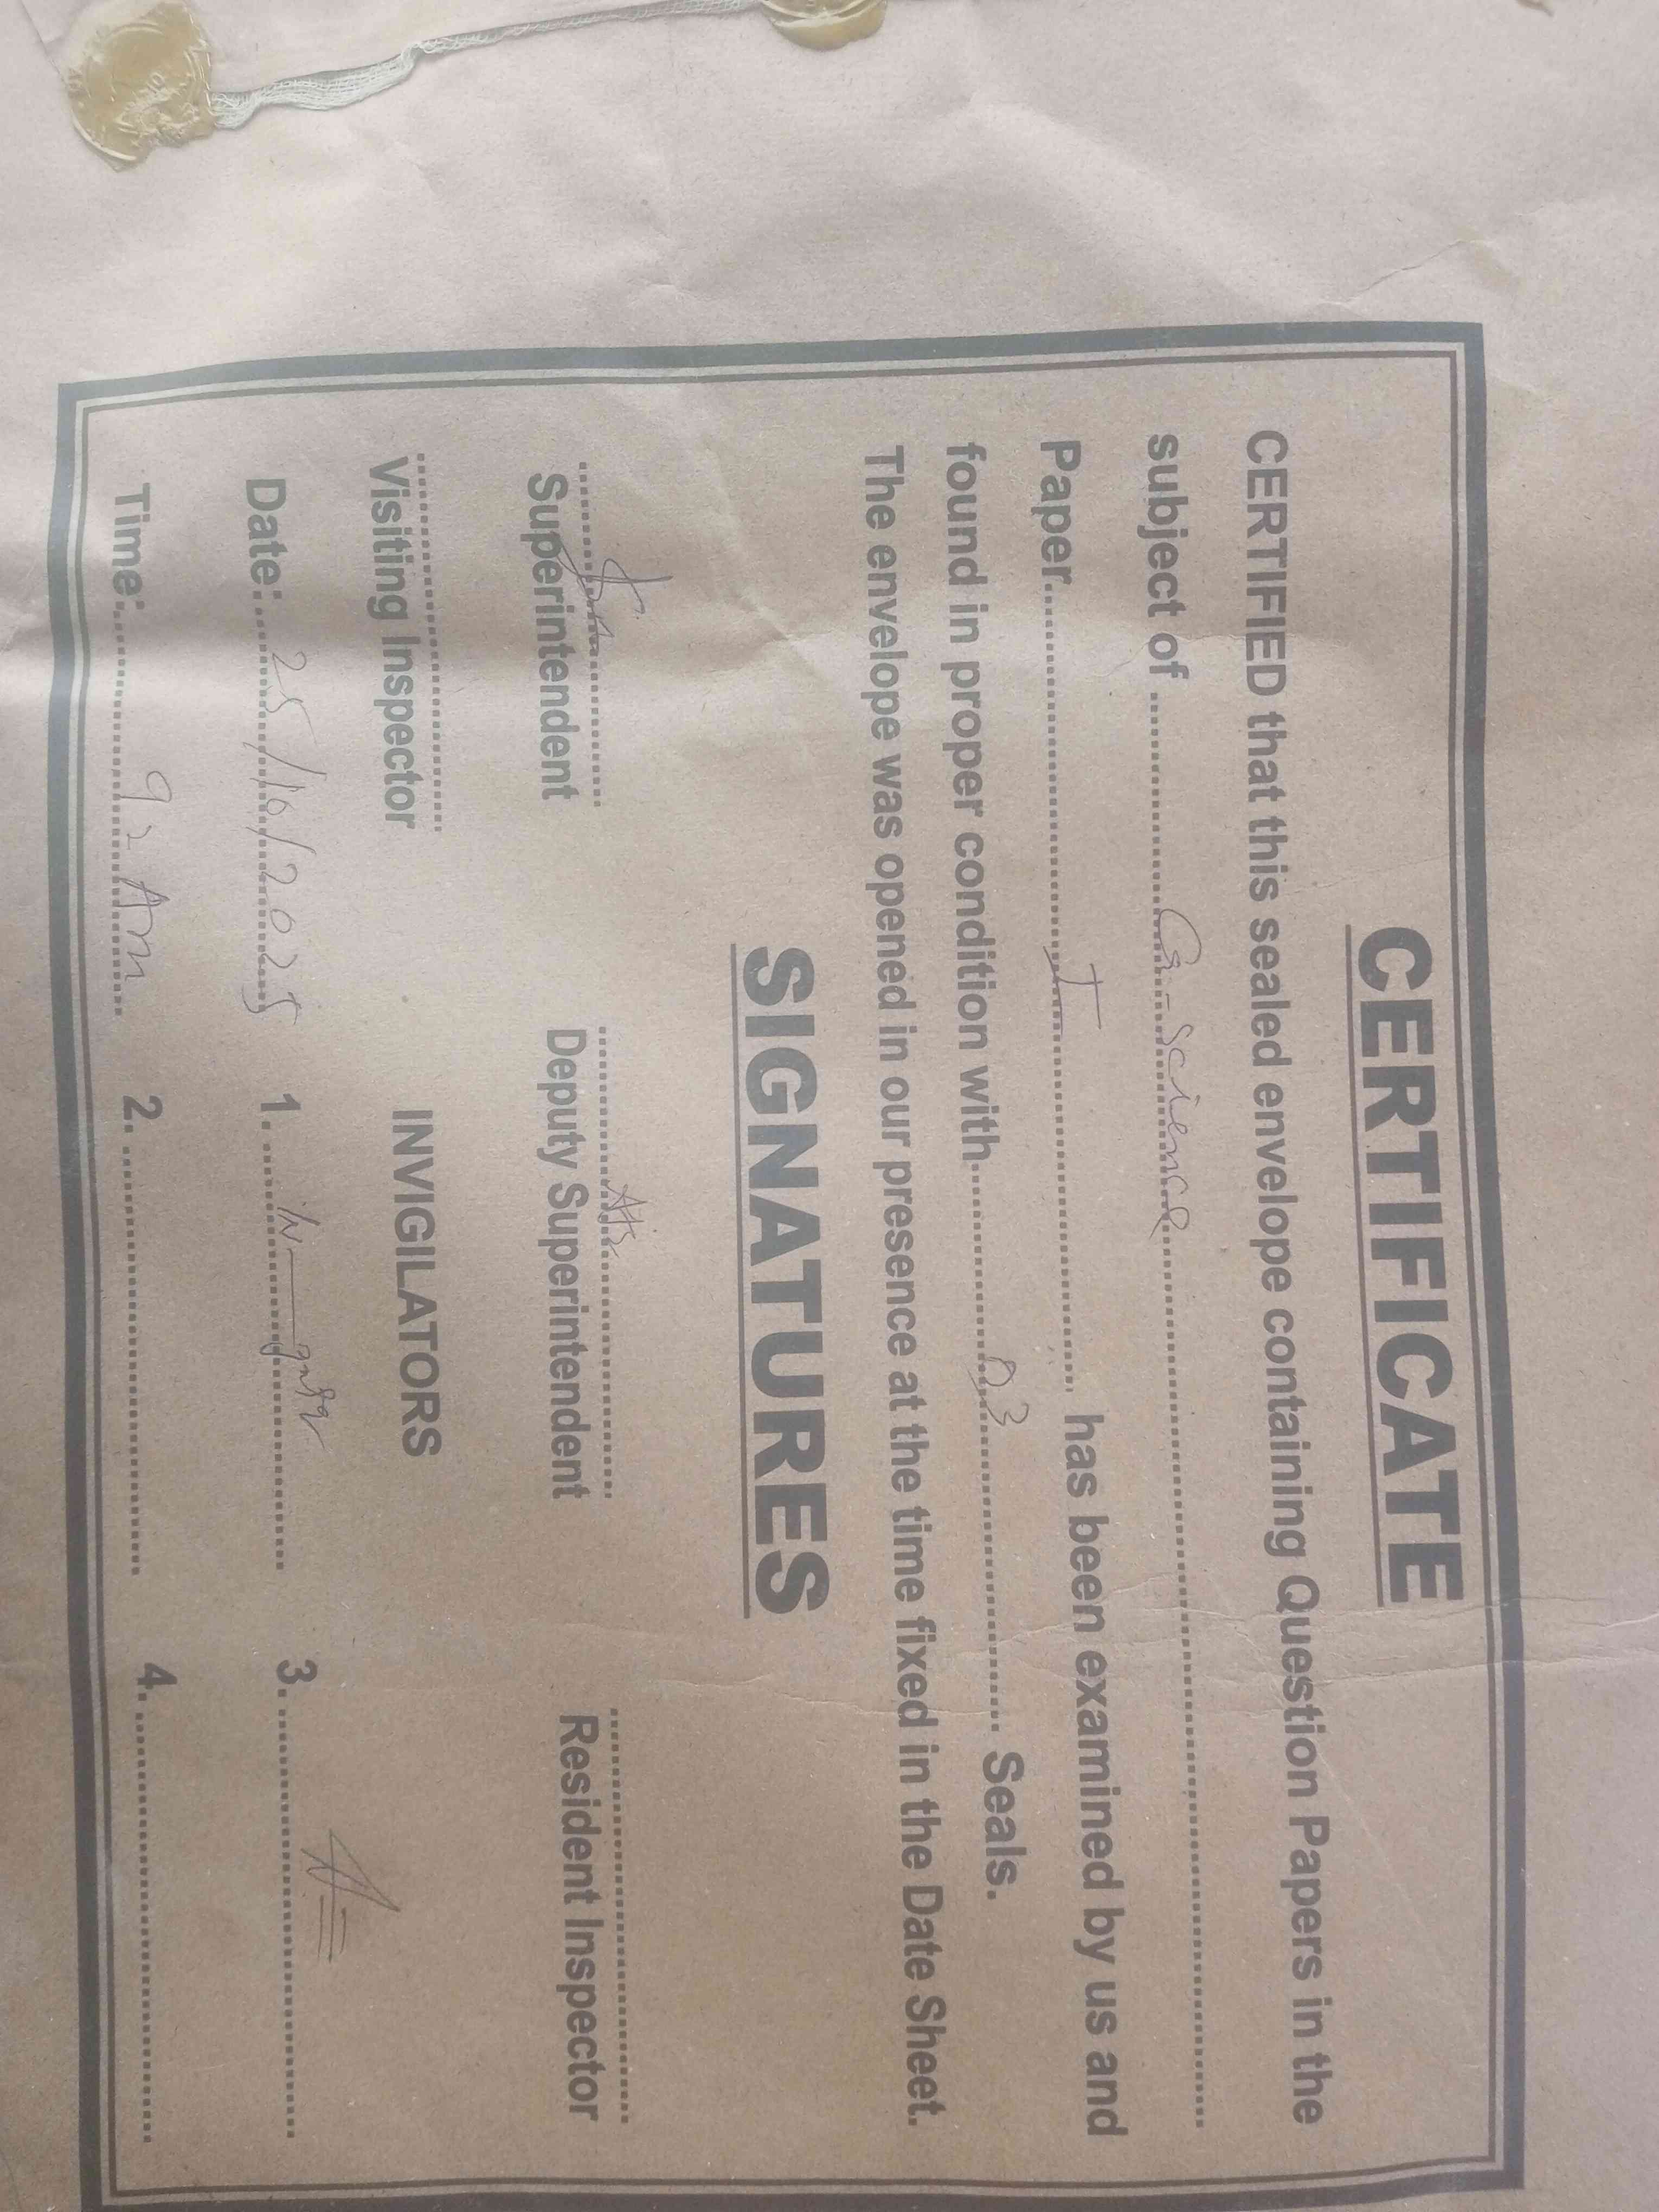 CERTIFICATE
CERTIFIED that this sealed envelope containing Question Papers in the
subject of ............ G-Science ............
Paper............ I ............ has been examined by us and
found in proper condition with............ 03 ............ Seals.
The envelope was opened in our presence at the time fixed in the Date Sheet.
SIGNATURES
Superintendent Deputy Superintendent Resident Inspector
Visiting Inspector INVIGILATORS
Date:.... 25/10/2025 1. ............ 3. ............
Time:.... 9 Am 2. ............ 4. ............